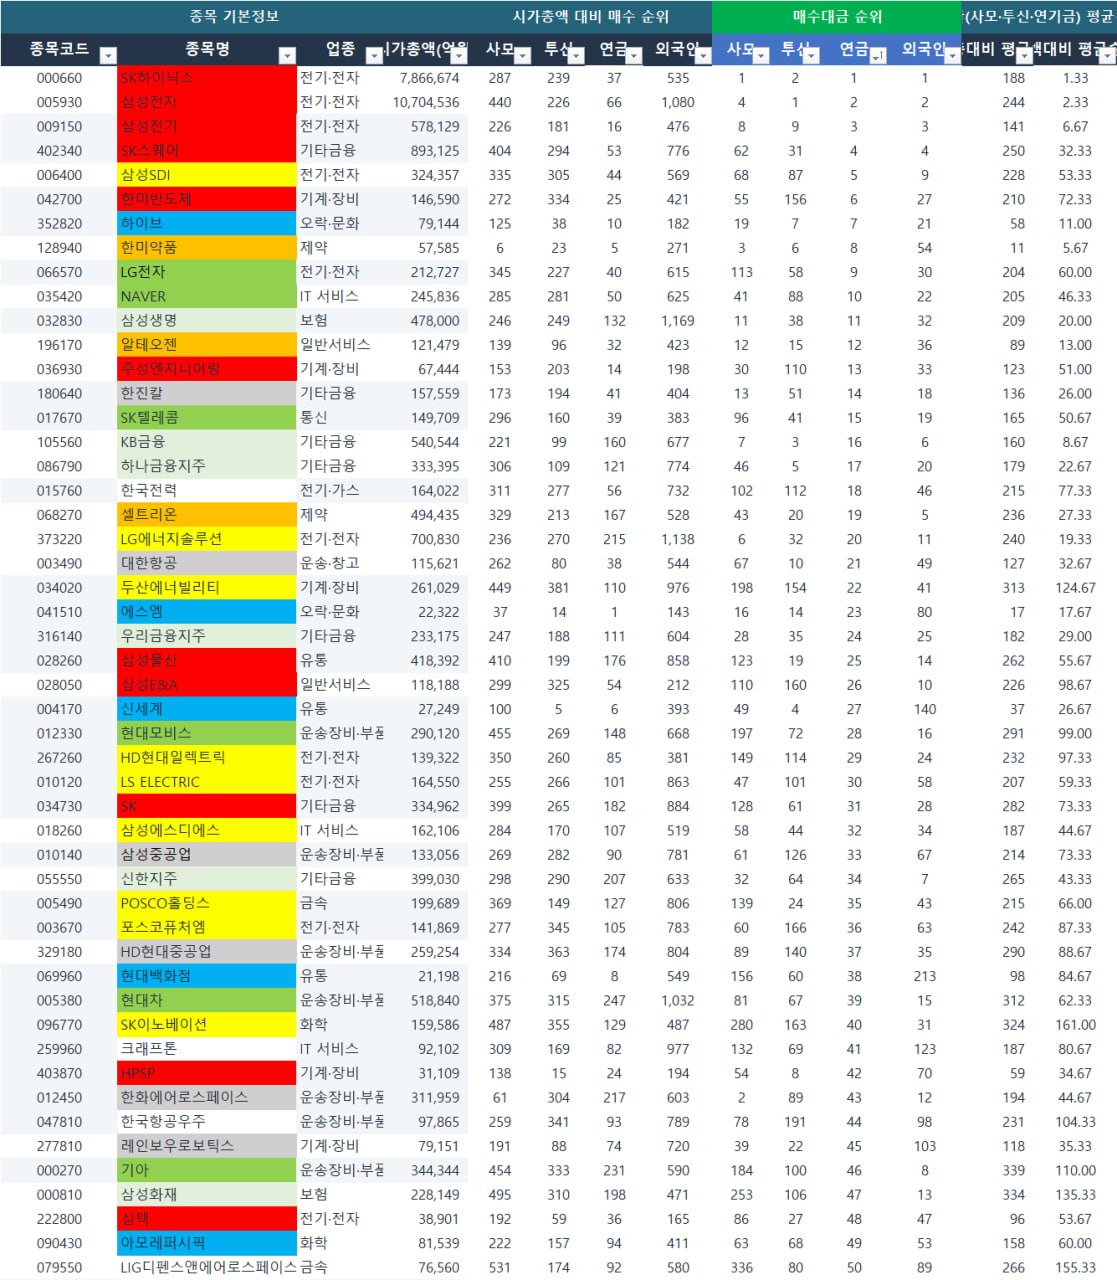 종목 기본정보 시가총액 대비 매수 순위 매수대금 순위 (사모·투신·연기금) 평균
종목코드 종목명 업종 시가총액(억원 사모 투신 연금 외국인 사모 투신 연금 외국인 대비 평균 대비 평균
000660 SK하이닉스 전기·전자 7,866,674 287 239 37 535 1 2 1 1 188 1.33
005930 삼성전자 전기·전자 10,704,536 440 226 66 1,080 4 1 2 2 244 2.33
009150 삼성전기 전기·전자 578,129 226 181 16 476 8 9 3 3 141 6.67
402340 SK스퀘어 기타금융 893,125 404 294 53 776 62 31 4 4 250 32.33
006400 삼성SDI 전기·전자 324,357 335 305 44 569 68 87 5 9 228 53.33
042700 한미반도체 기계·장비 146,590 272 334 25 421 55 156 6 27 210 72.33
352820 하이브 오락·문화 79,144 125 38 10 182 19 7 7 21 58 11.00
128940 한미약품 제약 57,585 6 23 5 271 3 6 8 54 11 5.67
066570 LG전자 전기·전자 212,727 345 227 40 615 113 58 9 30 204 60.00
035420 NAVER IT 서비스 245,836 285 281 50 625 41 88 10 22 205 46.33
032830 삼성생명 보험 478,000 246 249 132 1,169 11 38 11 32 209 20.00
196170 알테오젠 일반서비스 121,479 139 96 32 423 12 15 12 36 89 13.00
036930 주성엔지니어링 기계·장비 67,444 153 203 14 198 30 110 13 33 123 51.00
180640 한진칼 기타금융 157,559 173 194 41 404 13 51 14 18 136 26.00
017670 SK텔레콤 통신 149,709 296 160 39 383 96 41 15 19 165 50.67
105560 KB금융 기타금융 540,544 221 99 160 677 7 3 16 6 160 8.67
086790 하나금융지주 기타금융 333,395 306 109 121 774 46 5 17 20 179 22.67
015760 한국전력 전기·가스 164,022 311 277 56 732 102 112 18 46 215 77.33
068270 셀트리온 제약 494,435 329 213 167 528 43 20 19 5 236 27.33
373220 LG에너지솔루션 전기·전자 700,830 236 270 215 1,138 6 32 20 11 240 19.33
003490 대한항공 운송·창고 115,621 262 80 38 544 67 10 21 49 127 32.67
034020 두산에너빌리티 기계·장비 261,029 449 381 110 976 198 154 22 41 313 124.67
041510 에스엠 오락·문화 22,322 37 14 1 143 16 14 23 80 17 17.67
316140 우리금융지주 기타금융 233,175 247 188 111 604 28 35 24 25 182 29.00
028260 삼성물산 유통 418,392 410 199 176 858 123 19 25 14 262 55.67
028050 삼성E&A 일반서비스 118,188 299 325 54 212 110 160 26 10 226 98.67
004170 신세계 유통 27,249 100 5 6 393 49 4 27 140 37 26.67
012330 현대모비스 운송장비·부품 290,120 455 269 148 668 197 72 28 16 291 99.00
267260 HD현대일렉트릭 전기·전자 139,322 350 260 85 381 149 114 29 24 232 97.33
010120 LS ELECTRIC 전기·전자 164,550 255 266 101 863 47 101 30 58 207 59.33
034730 SK 기타금융 334,962 399 265 182 884 128 61 31 28 282 73.33
018260 삼성에스디에스 IT 서비스 162,106 284 170 107 519 58 44 32 34 187 44.67
010140 삼성중공업 운송장비·부품 133,056 269 282 90 781 61 126 33 67 214 73.33
055550 신한지주 기타금융 399,030 298 290 207 633 32 64 34 7 265 43.33
005490 POSCO홀딩스 금속 199,689 369 149 127 806 139 24 35 43 215 66.00
003670 포스코퓨처엠 전기·전자 141,869 277 345 105 783 60 166 36 63 242 87.33
329180 HD현대중공업 운송장비·부품 259,254 334 363 174 804 89 140 37 35 290 88.67
069960 현대백화점 유통 21,198 216 69 8 549 156 60 38 213 98 84.67
005380 현대차 운송장비·부품 518,840 375 315 247 1,032 81 67 39 15 312 62.33
096770 SK이노베이션 화학 159,586 487 355 129 487 280 163 40 31 324 161.00
259960 크래프톤 IT 서비스 92,102 309 169 82 977 132 69 41 123 187 80.67
403870 HPSP 기계·장비 31,109 138 15 24 194 54 8 42 70 59 34.67
012450 한화에어로스페이스 운송장비·부품 311,959 61 304 217 603 2 89 43 12 194 44.67
047810 한국항공우주 운송장비·부품 97,865 259 341 93 789 78 191 44 98 231 104.33
277810 레인보우로보틱스 기계·장비 79,151 191 88 74 720 39 22 45 103 118 35.33
000270 기아 운송장비·부품 344,344 454 333 231 590 184 100 46 8 339 110.00
000810 삼성화재 보험 228,149 495 310 198 471 253 106 47 13 334 135.33
222800 심텍 전기·전자 38,901 192 59 36 165 86 27 48 47 96 53.67
090430 아모레퍼시픽 화학 81,539 222 157 94 411 63 68 49 53 158 60.00
079550 LIG디펜스앤에어로스페이스 금속 76,560 531 174 92 580 336 80 50 89 266 155.33